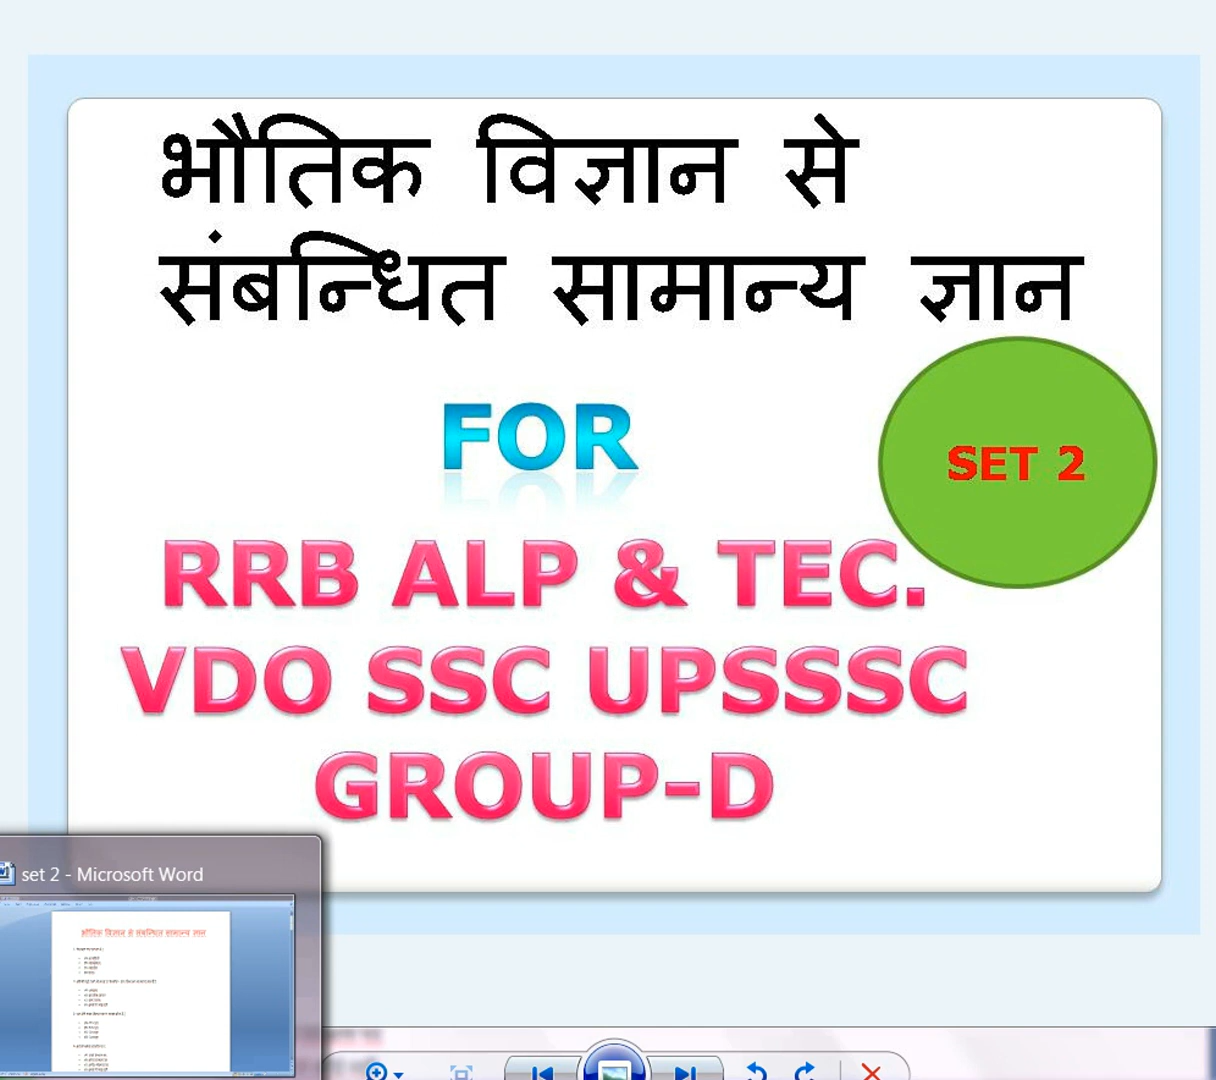 भौतिक विज्ञान से
संबन्धित सामान्य ज्ञान
FOR
SET 2
RRB ALP & TEC.
VDO SSC UPSSSC
GROUP-D
set 2 - Microsoft Word
भौतिक विज्ञान से संबन्धित सामान्य ज्ञान